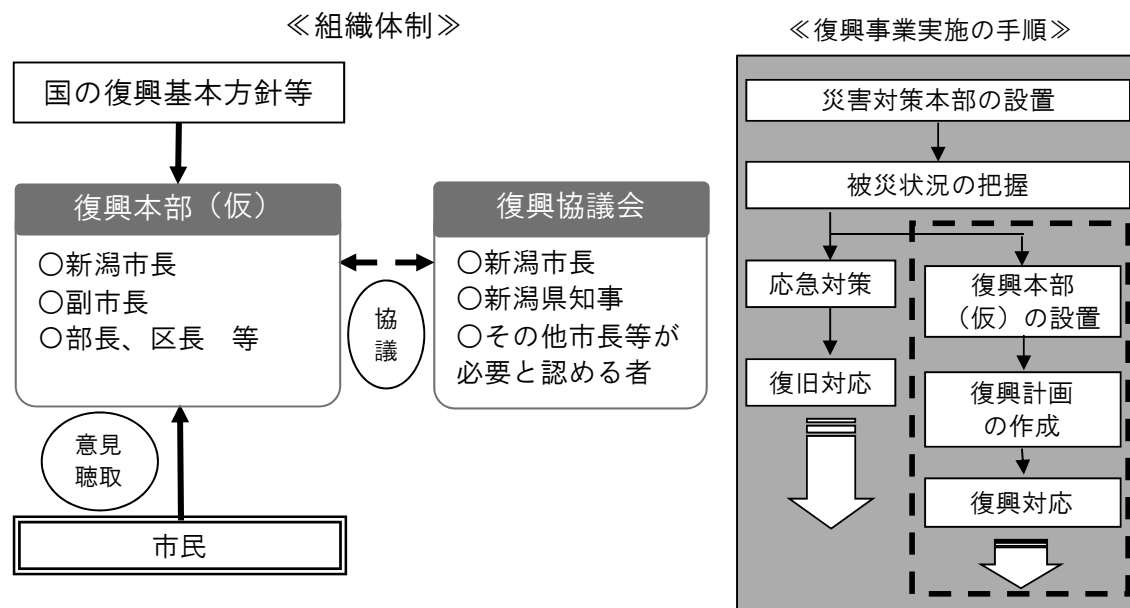 ≪組織体制≫
国の復興基本方針等
復興本部（仮）
○新潟市長
○副市長
○部長、区長　等
協
議
復興協議会
○新潟市長
○新潟県知事
○その他市長等が
必要と認める者
意見
聴取
市民
≪復興事業実施の手順≫
災害対策本部の設置
被災状況の把握
応急対策
復旧対応
復興本部
（仮）の設置
復興計画
の作成
復興対応